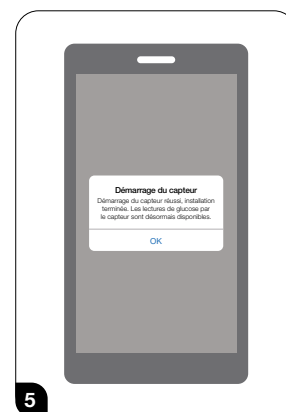 Démarrage du capteur
Démarrage du capteur réussi, installation
terminée. Les lectures de glucose par
le capteur sont désormais disponibles.
OK
5